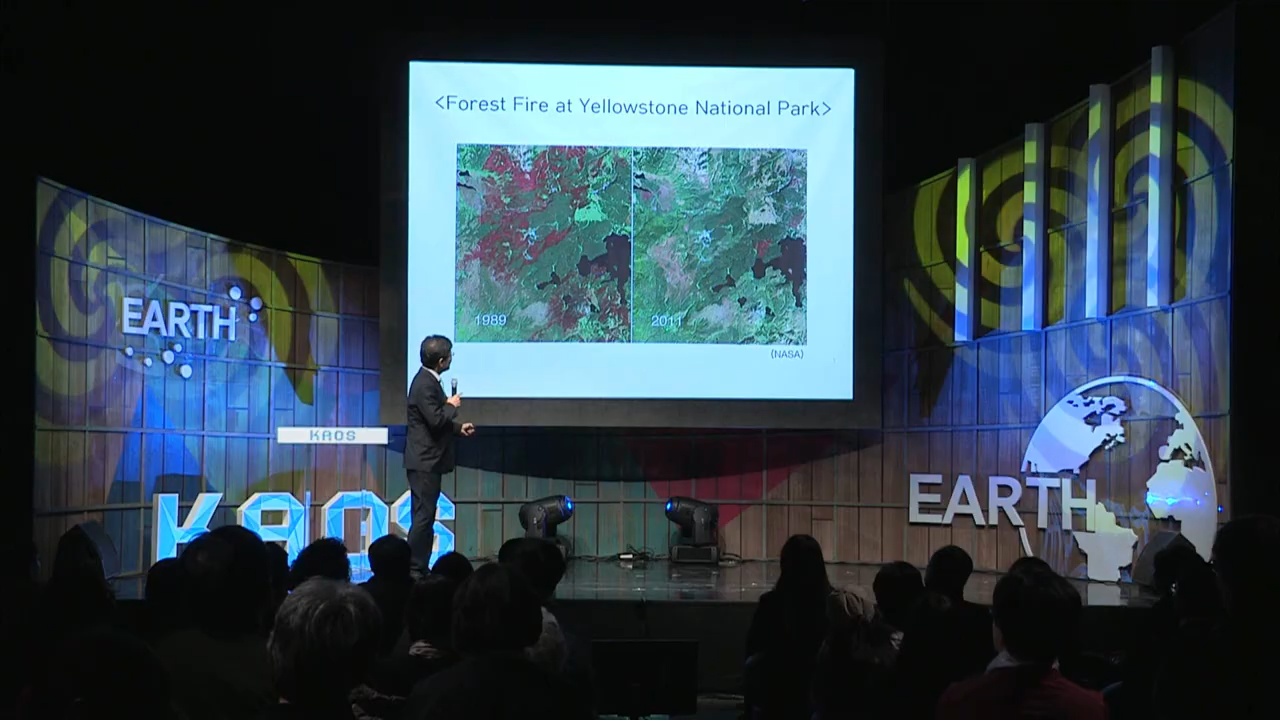 <Forest Fire at Yellowstone National Park>
1989
2011
(NASA)
EARTH
KAOS
KAOS
EARTH